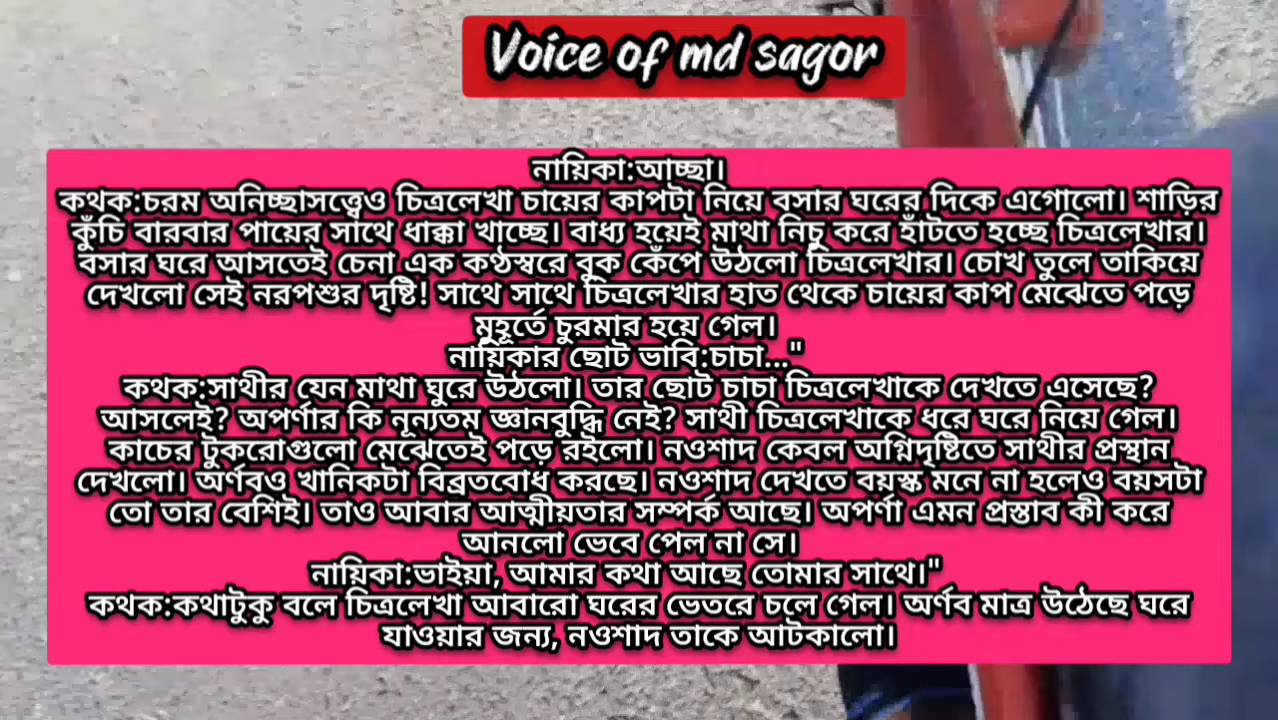 Voice of md sagor
নায়িকা:আচ্ছা।
কথক:চরম অনিচ্ছাসত্ত্বেও চিত্রলেখা চায়ের কাপটা নিয়ে বসার ঘরের দিকে এগোলো। শাড়ির
কুঁচি বারবার পায়ের সাথে ধাক্কা খাচ্ছে। বাধ্য হয়েই মাথা নিচু করে হাঁটতে হচ্ছে চিত্রলেখার।
বসার ঘরে আসতেই চেনা এক কণ্ঠস্বরে বুক কেঁপে উঠলো চিত্রলেখার। চোখ তুলে তাকিয়ে
দেখলো সেই নরপশুর দৃষ্টি! সাথে সাথে চিত্রলেখার হাত থেকে চায়ের কাপ মেঝেতে পড়ে
মুহূর্তে চুরমার হয়ে গেল।
নায়িকার ছোট ভাবি:চাচা..."
কথক:সাথীর যেন মাথা ঘুরে উঠলো। তার ছোট চাচা চিত্রলেখাকে দেখতে এসেছে?
আসলেই? অপর্ণার কি নূন্যতম জ্ঞানবুদ্ধি নেই? সাথী চিত্রলেখাকে ধরে ঘরে নিয়ে গেল।
কাচের টুকরোগুলো মেঝেতেই পড়ে রইলো। নওশাদ কেবল অগ্নিদৃষ্টিতে সাথীর প্রস্থান
দেখলো। অর্ণবও খানিকটা বিব্রতবোধ করছে। নওশাদ দেখতে বয়স্ক মনে না হলেও বয়সটা
তো তার বেশিই। তাও আবার আত্মীয়তার সম্পর্ক আছে। অপর্ণা এমন প্রস্তাব কী করে
আনলো ভেবে পেল না সে।
নায়িকা:ভাইয়া, আমার কথা আছে তোমার সাথে।"
কথক:কথাটুকু বলে চিত্রলেখা আবারো ঘরের ভেতরে চলে গেল। অর্ণব মাত্র উঠেছে ঘরে
যাওয়ার জন্য, নওশাদ তাকে আটকালো।